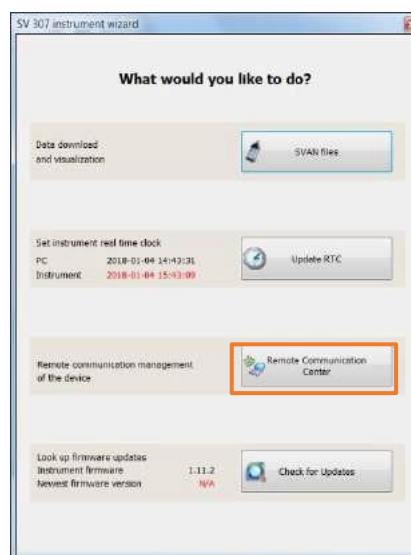 SV 307 instrument wizard
What would you like to do?
Data download
and visualization
SVAN files
Set instrument real time clock
PC 2018-01-04 14:43:31
Instrument 2018-01-04 15:43:09
Update RTC
Remote communication management
of the device
Remote Communication
Center
Look up firmware updates
Instrument firmware 1.11.2
Newest firmware version N/A
Check for Updates